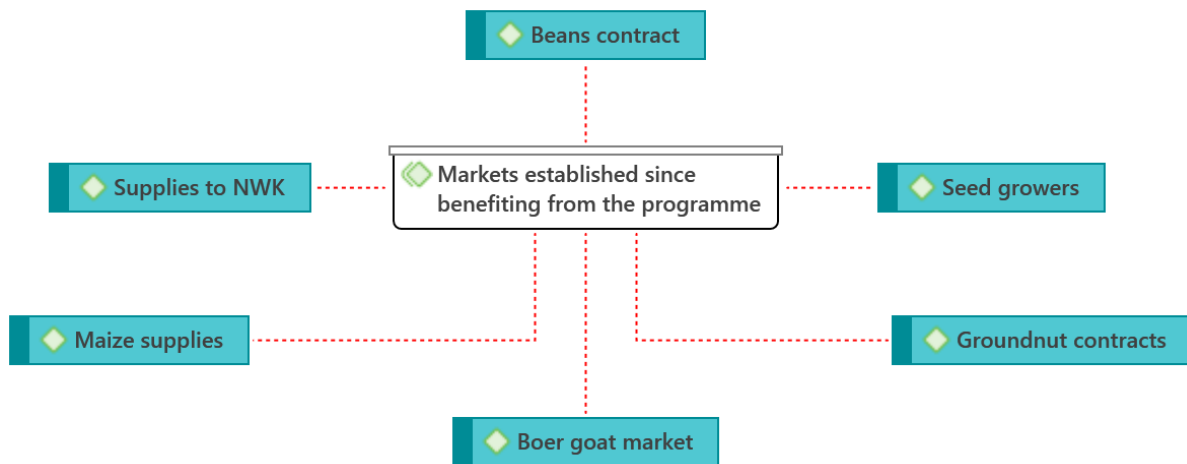 Beans contract
Supplies to NWK
Markets established since
benefiting from the programme
Seed growers
Maize supplies
Groundnut contracts
Boer goat market